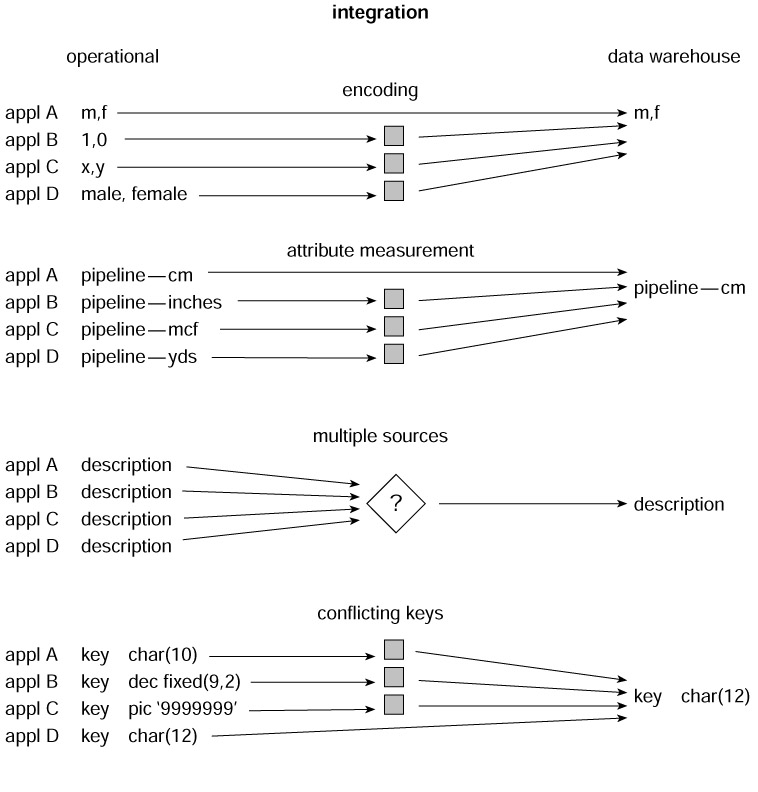 integration
operational data warehouse
encoding
appl A m,f m,f
appl B 1,0
appl C x,y
appl D male, female
attribute measurement
appl A pipeline—cm
pipeline—cm
appl B pipeline—inches
appl C pipeline—mcf
appl D pipeline—yds
multiple sources
appl A description
appl B description
? description
appl C description
appl D description
conflicting keys
appl A key char(10)
appl B key dec fixed(9,2)
key char(12)
appl C key pic ‘9999999’
appl D key char(12)